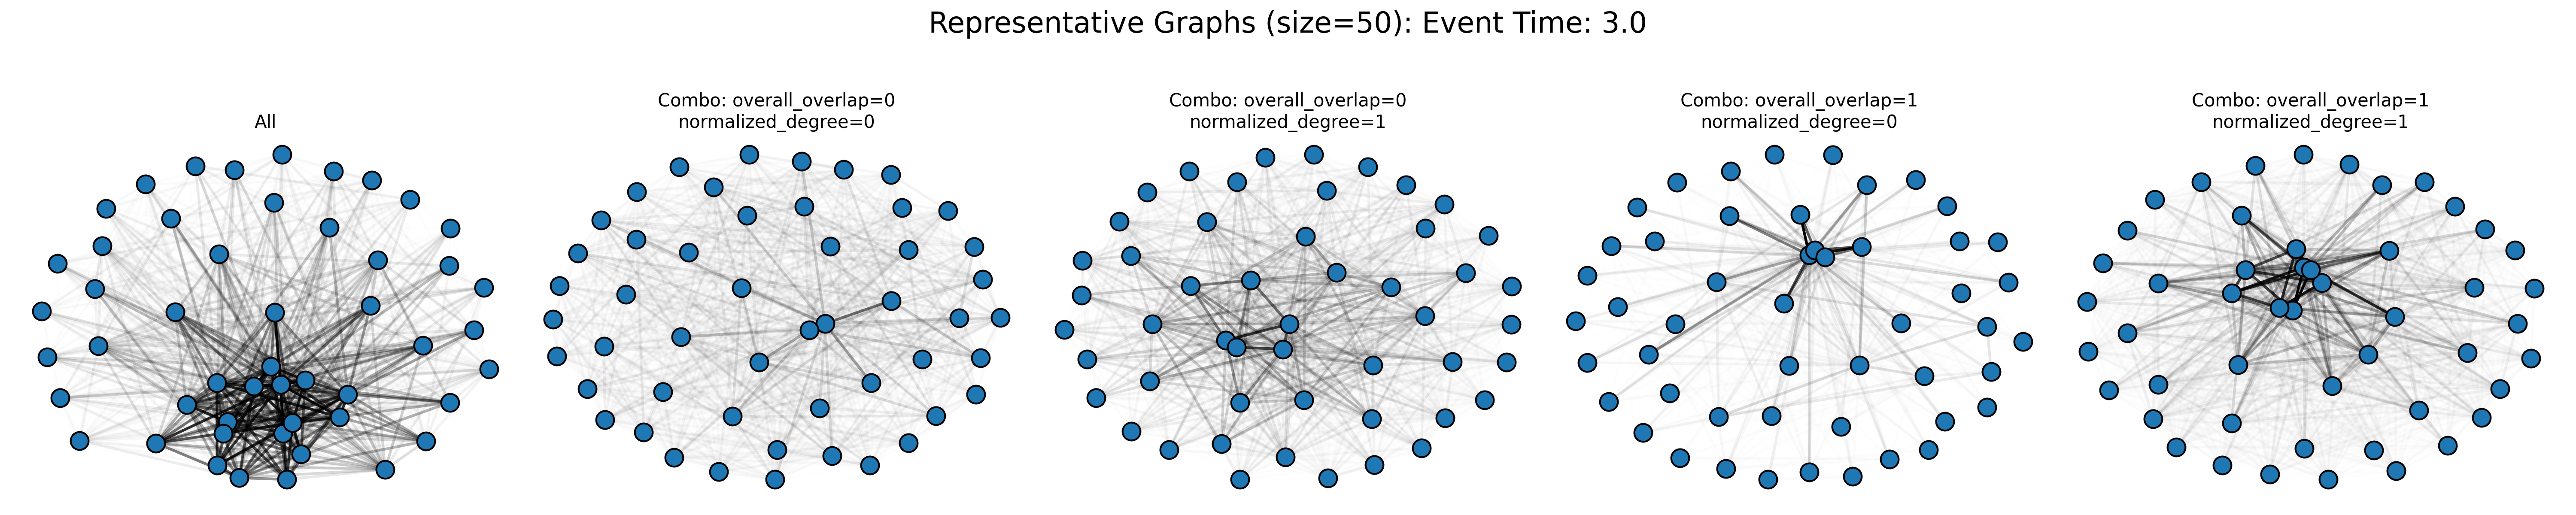 Representative Graphs (size=50): Event Time: 3.0
All
Combo: overall_overlap=0
normalized_degree=0
Combo: overall_overlap=0
normalized_degree=1
Combo: overall_overlap=1
normalized_degree=0
Combo: overall_overlap=1
normalized_degree=1